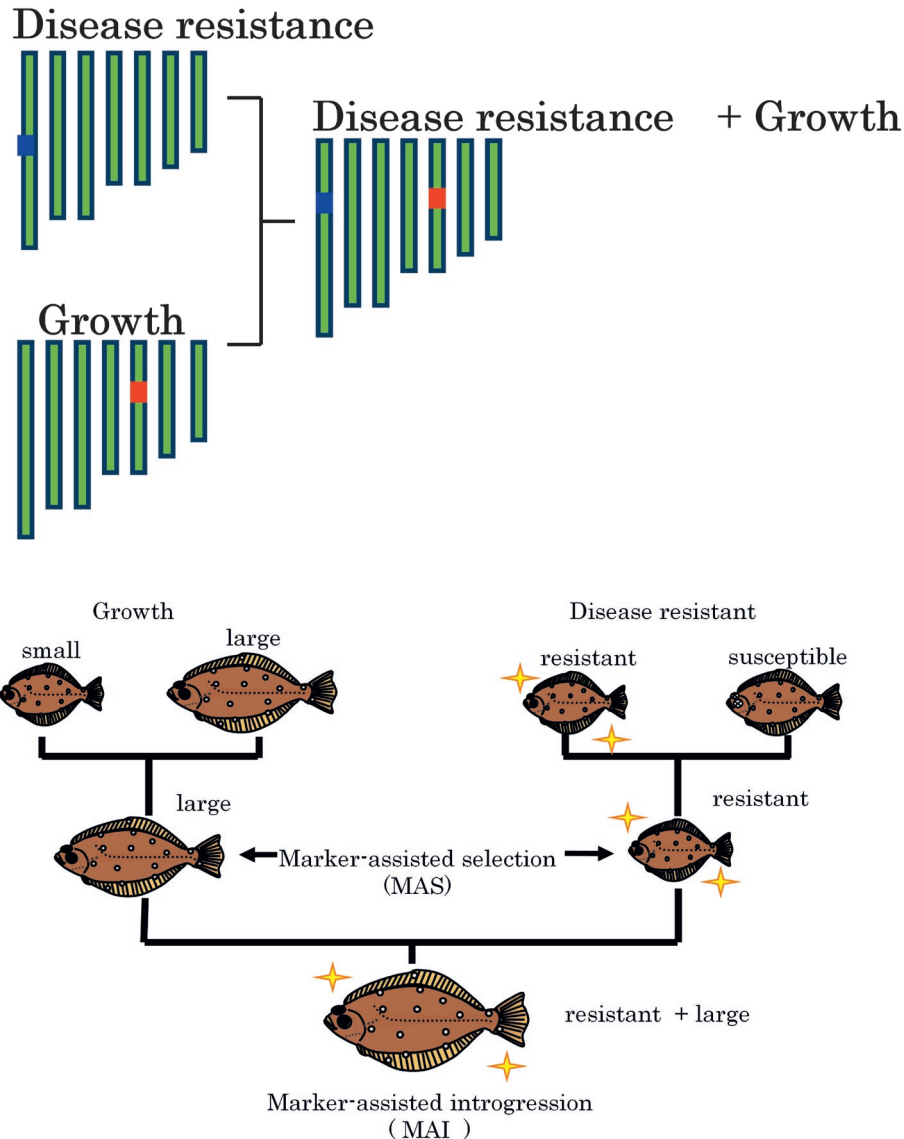 Disease resistance
Disease resistance + Growth
Growth
Growth
Disease resistant
small
large
resistant
susceptible
large
resistant
Marker-assisted selection
(MAS)
resistant + large
Marker-assisted introgression
( MAI )